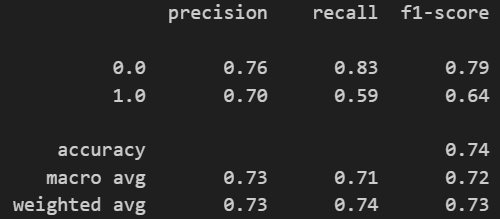 precision recall f1-score
0.0 0.76 0.83 0.79
1.0 0.70 0.59 0.64
accuracy 0.74
macro avg 0.73 0.71 0.72
weighted avg 0.73 0.74 0.73